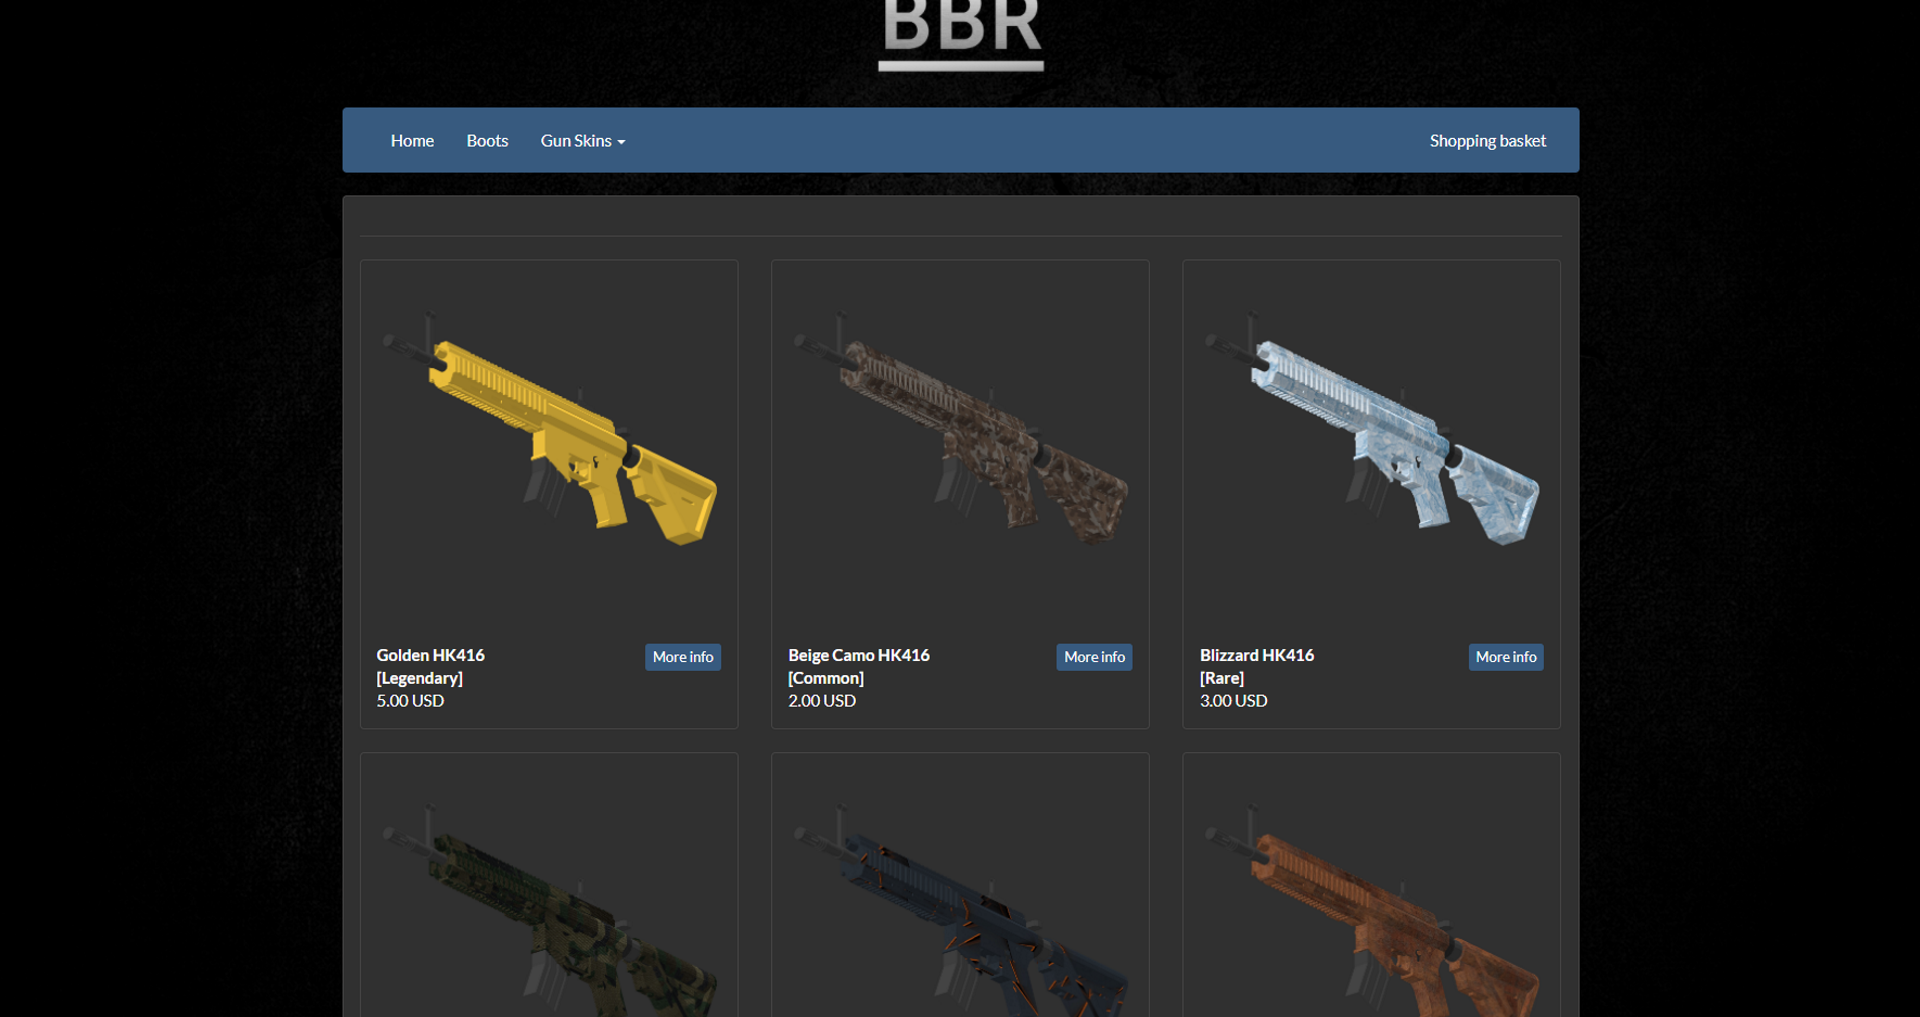 BBR
Home Boots Gun Skins Shopping basket
Golden HK416 More info
[Legendary]
5.00 USD
Beige Camo HK416 More info
[Common]
2.00 USD
Blizzard HK416 More info
[Rare]
3.00 USD